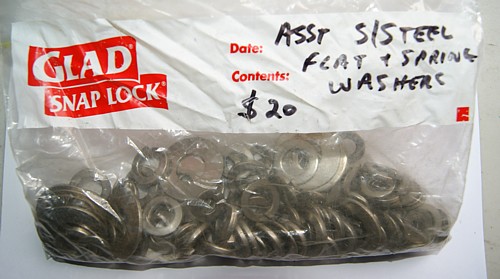 GLAD
SNAP LOCK®
Date: ASST S/STEEL
FLAT + SPRING
Contents: WASHERS
$20